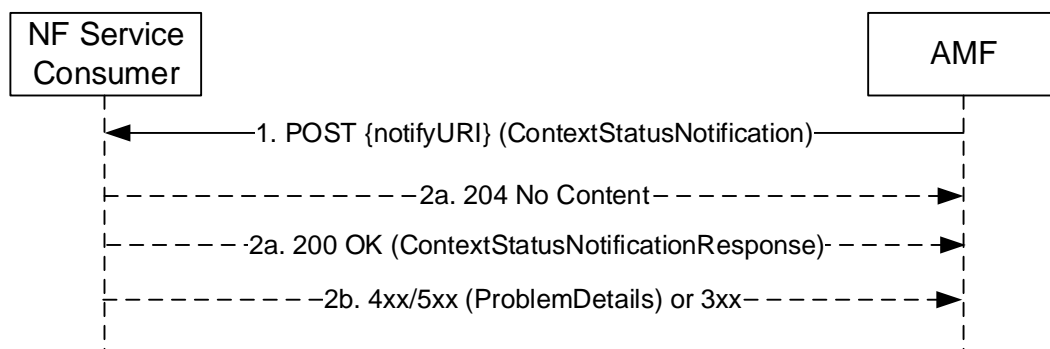 NF Service
Consumer
AMF
1. POST {notifyURI} (ContextStatusNotification)
2a. 204 No Content
2a. 200 OK (ContextStatusNotificationResponse)
2b. 4xx/5xx (ProblemDetails) or 3xx